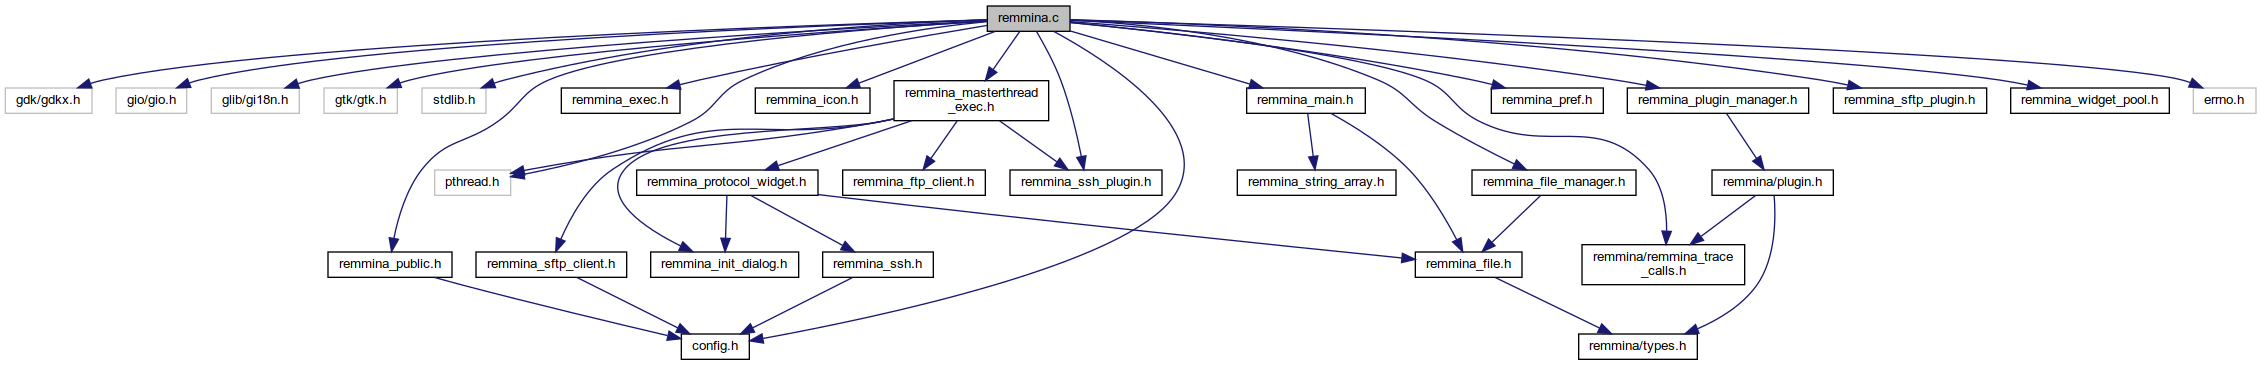 remmina.c
gdk/gdkx.h
gio/gio.h
glib/gi18n.h
gtk/gtk.h
stdlib.h
remmina_exec.h
remmina_icon.h
remmina_masterthread
_exec.h
remmina_main.h
remmina_pref.h
remmina_plugin_manager.h
remmina_sftp_plugin.h
remmina_widget_pool.h
errno.h
pthread.h
remmina_protocol_widget.h
remmina_ftp_client.h
remmina_ssh_plugin.h
remmina_string_array.h
remmina_file_manager.h
remmina/plugin.h
remmina_public.h
remmina_sftp_client.h
remmina_init_dialog.h
remmina_ssh.h
remmina_file.h
remmina/remmina_trace
_calls.h
config.h
remmina/types.h